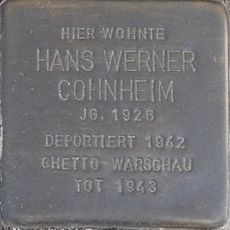 HIER WOHNTE
HANS WERNER
COHNHEIM
JG. 1926
DEPORTIERT 1942
GHETTO WARSCHAU
TOT 1943